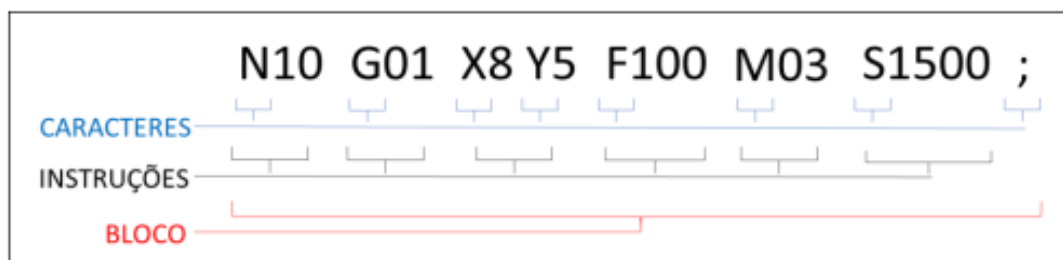 N10 G01 X8 Y5 F100 M03 S1500 ;
CARACTERES
INSTRUÇÕES
BLOCO